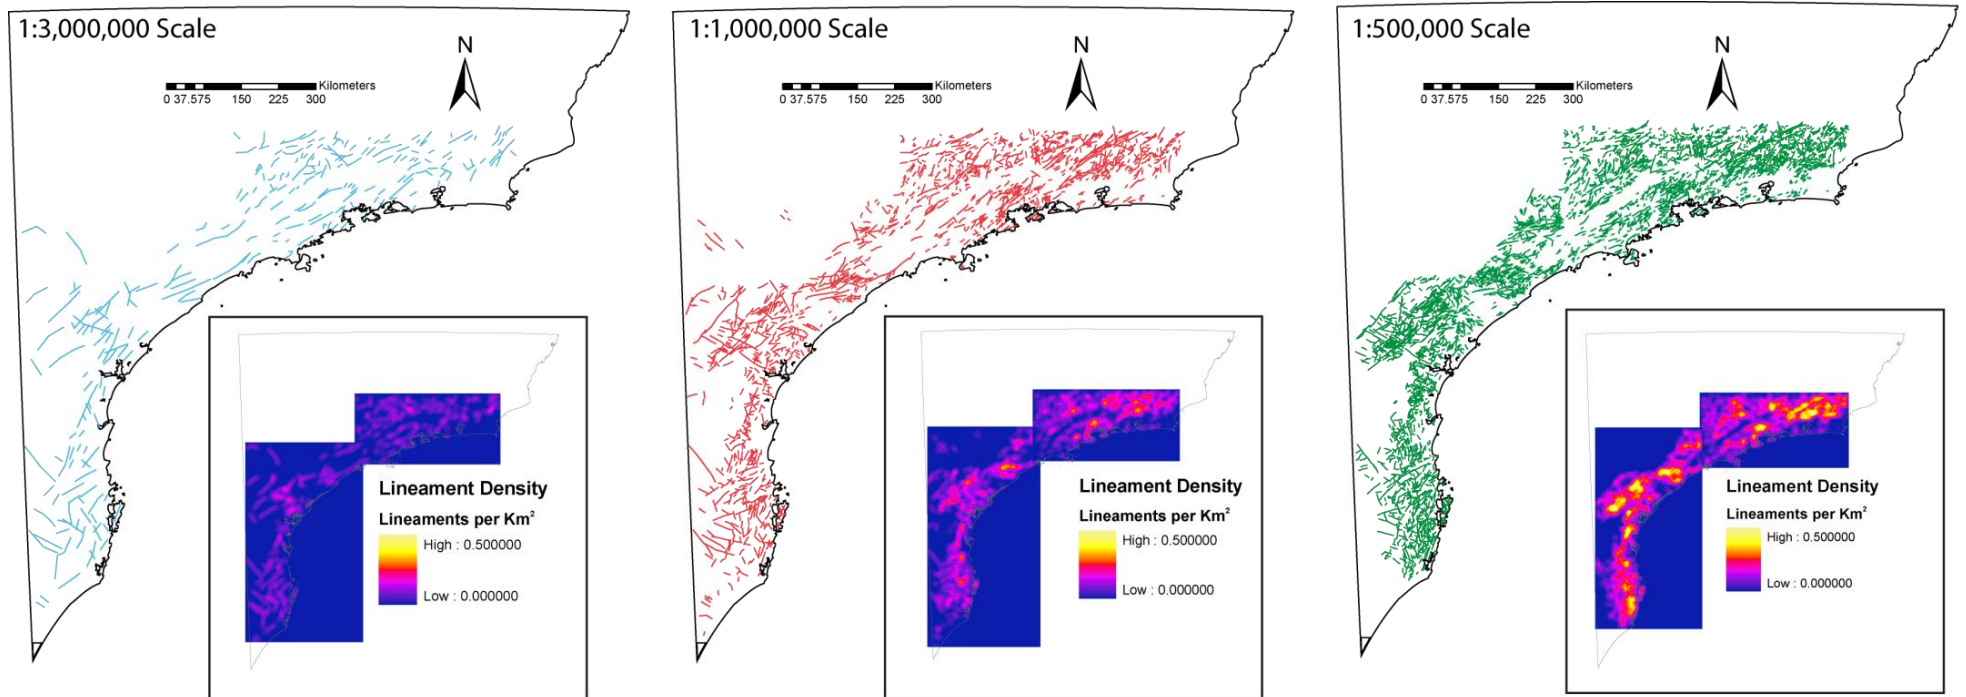 1:3,000,000 Scale
N
Kilometers
0 37.575 150 225 300
Lineament Density
Lineaments per Km²
High : 0.500000
Low : 0.000000
1:1,000,000 Scale
N
Kilometers
0 37.575 150 225 300
Lineament Density
Lineaments per Km²
High : 0.500000
Low : 0.000000
1:500,000 Scale
N
Kilometers
0 37.575 150 225 300
Lineament Density
Lineaments per Km²
High : 0.500000
Low : 0.000000